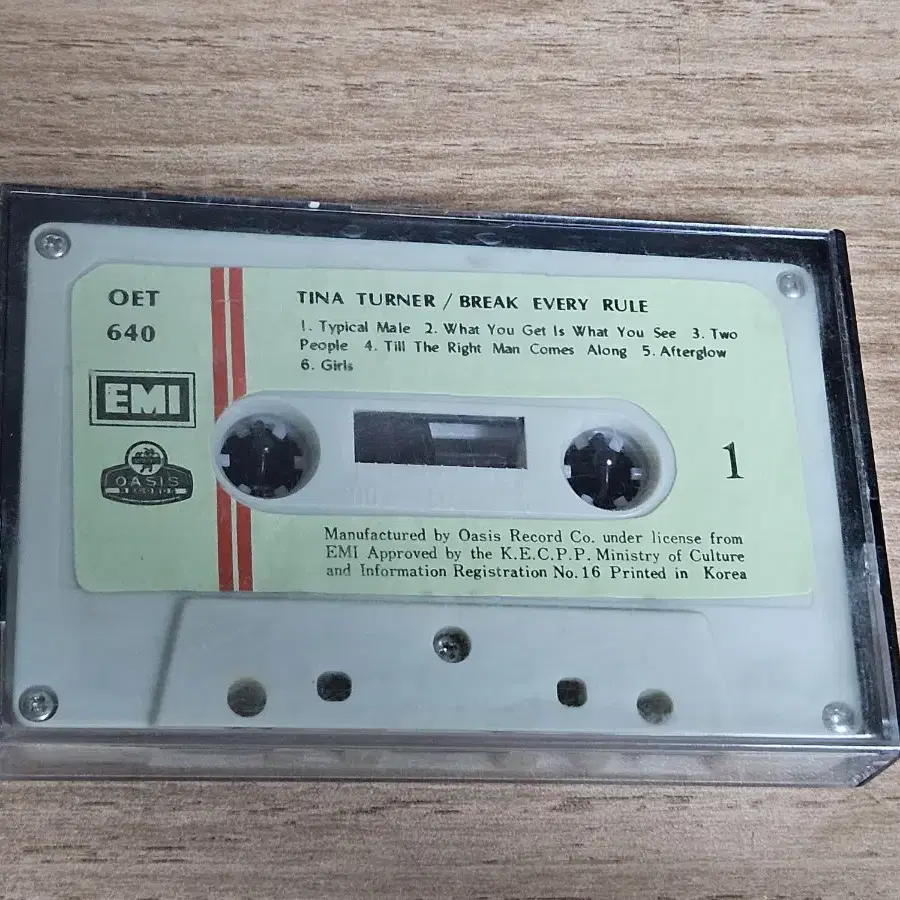 OET
640
EMI
OASIS
RECORDS
TINA TURNER / BREAK EVERY RULE
1. Typical Male 2. What You Get Is What You See 3. Two
People 4. Till The Right Man Comes Along 5. Afterglow
6. Girls
1
Manufactured by Oasis Record Co. under license from
EMI Approved by the K.E.C.P.P. Ministry of Culture
and Information Registration No. 16 Printed in Korea